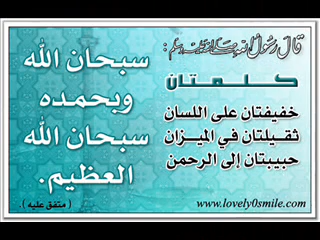 قال رسول الله صلى الله عليه وسلم :
كلمتان
خفيفتان على اللسان
ثقيلتان في الميزان
حبيبتان إلى الرحمن
سبحان الله
وبحمده
سبحان الله
العظيم.
( متفق عليه ).
www.lovely0smile.com